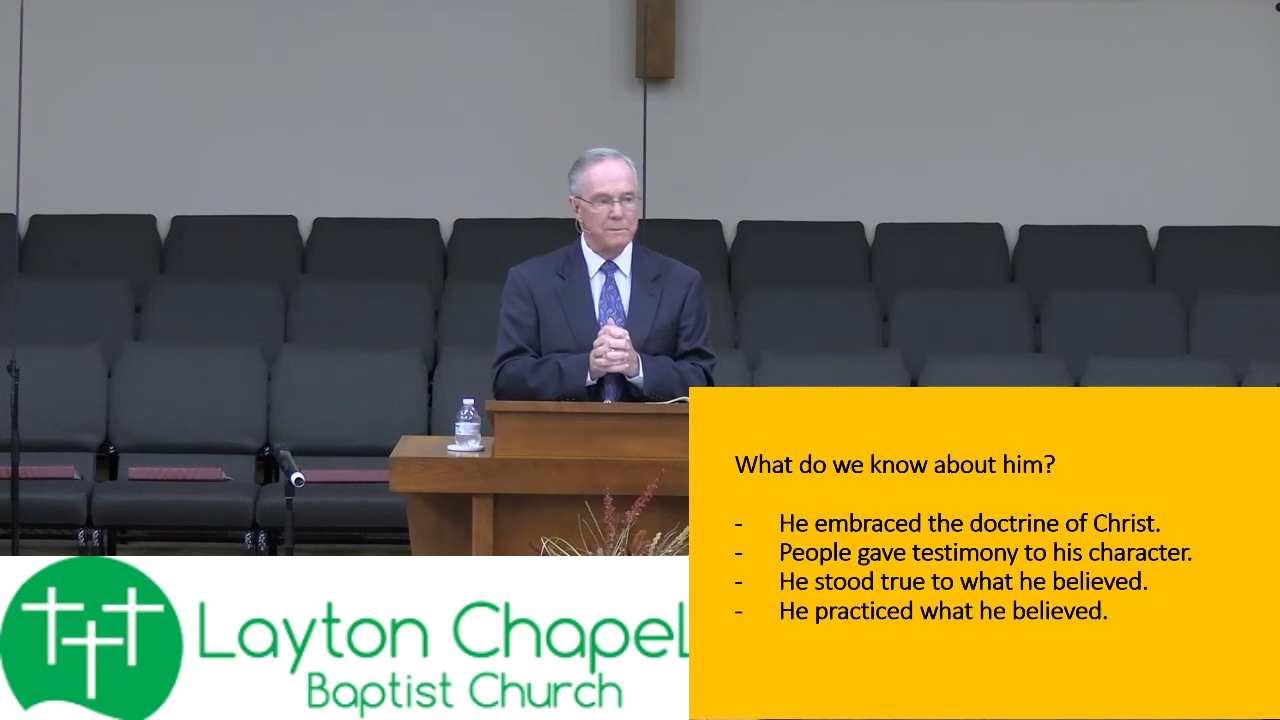 What do we know about him?
- He embraced the doctrine of Christ.
- People gave testimony to his character.
- He stood true to what he believed.
- He practiced what he believed.
Layton Chapel
Baptist Church